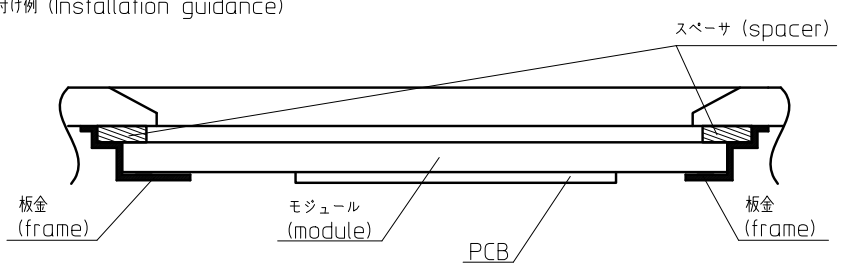 付け例 (Installation guidance)
スペーサ (spacer)
板金
(frame)
モジュール
(module)
PCB
板金
(frame)